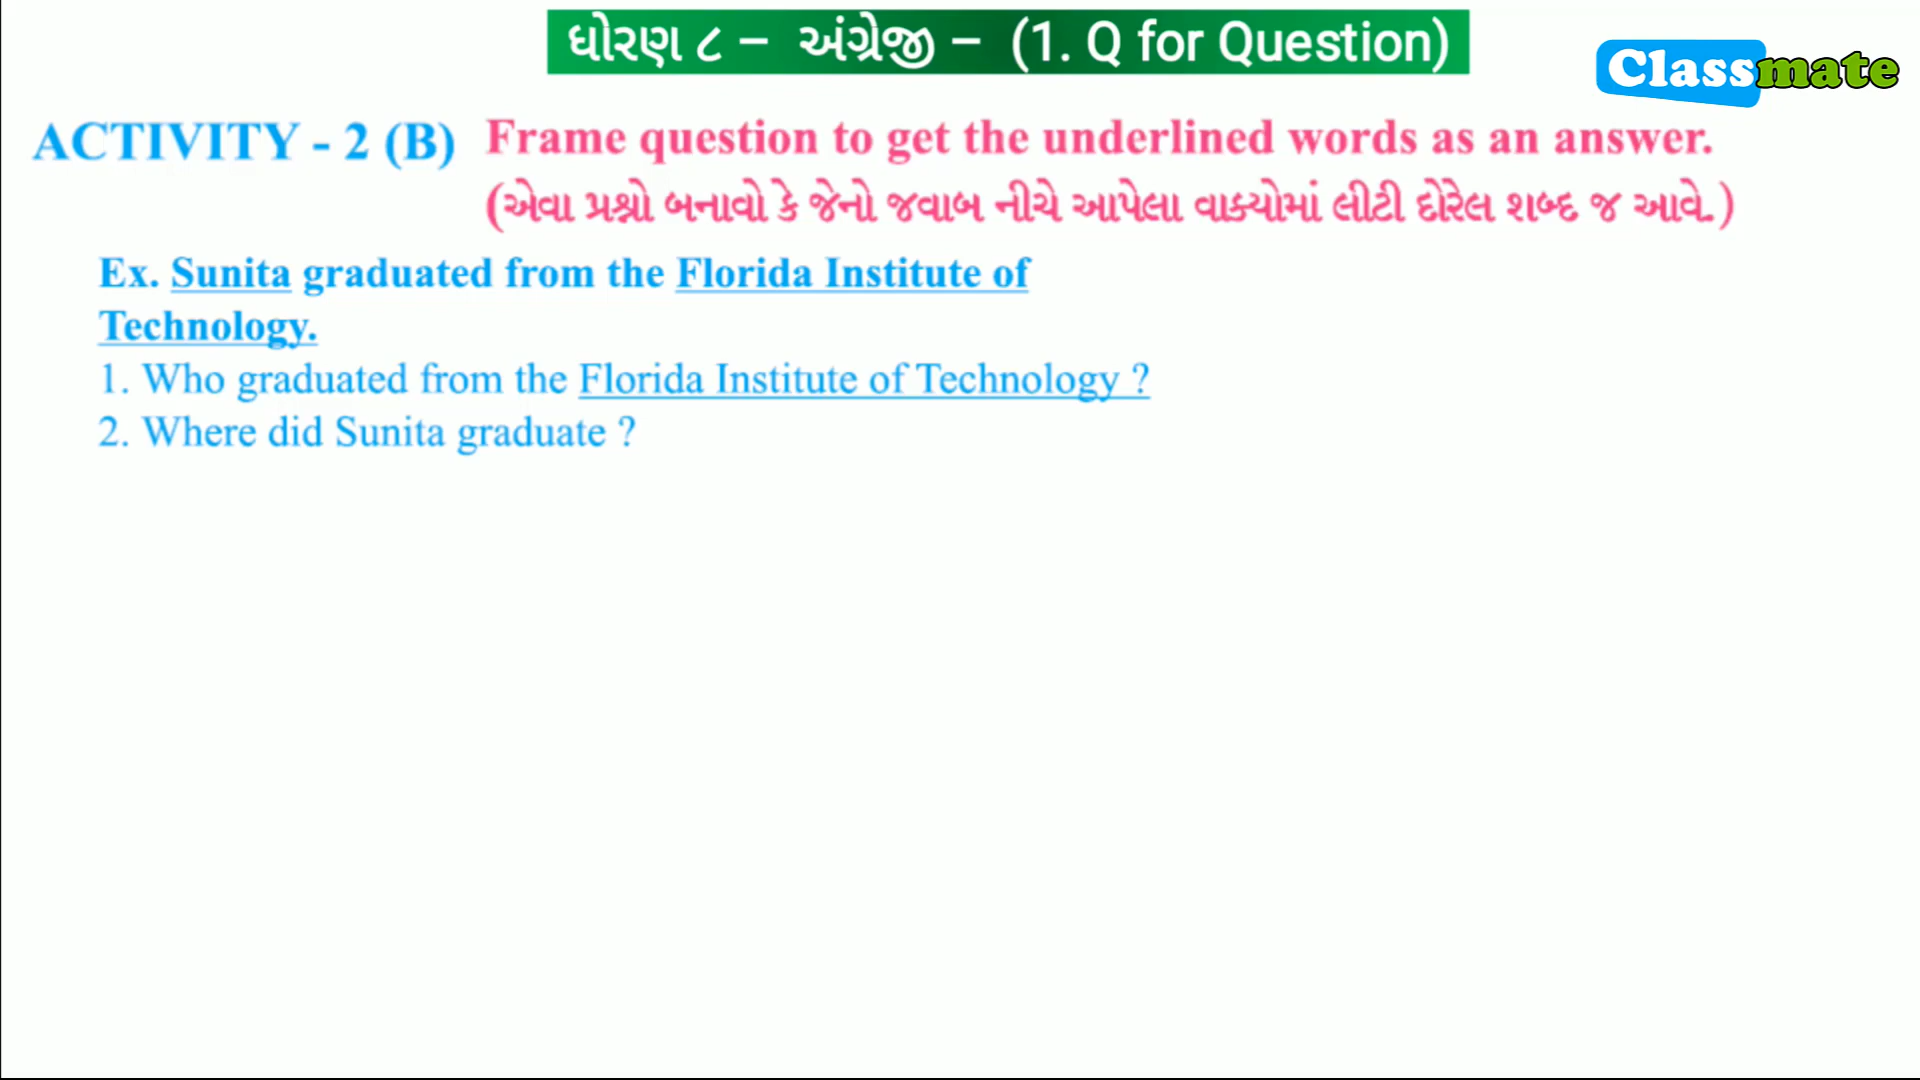 ધોરણ ૮ – અંગ્રેજી – (1. Q for Question)
Classmate
ACTIVITY - 2 (B) Frame question to get the underlined words as an answer.
(એવા પ્રશ્નો બનાવો કે જેનો જવાબ નીચે આપેલા વાક્યોમાં લીટી દોરેલ શબ્દ જ આવે.)
Ex. Sunita graduated from the Florida Institute of
Technology.
1. Who graduated from the Florida Institute of Technology ?
2. Where did Sunita graduate ?